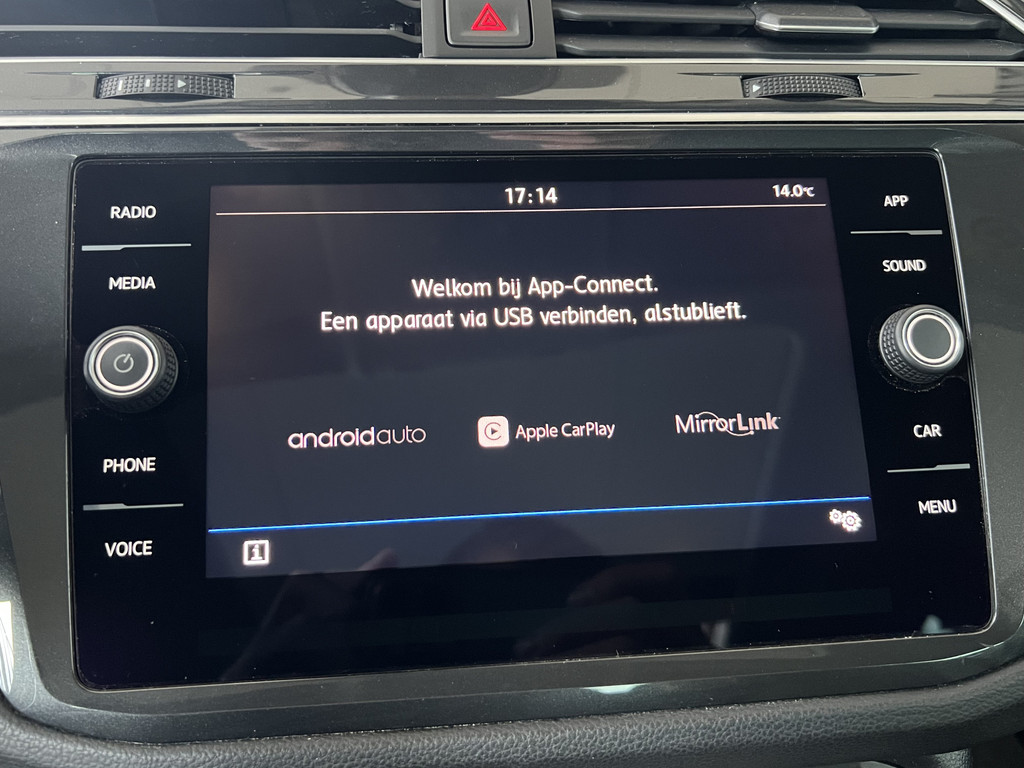 RADIO
MEDIA
PHONE
VOICE
17:14
14.0°C
Welkom bij App-Connect.
Een apparaat via USB verbinden, alstublieft.
androidauto
Apple CarPlay
MirrorLink
i
APP
SOUND
CAR
MENU